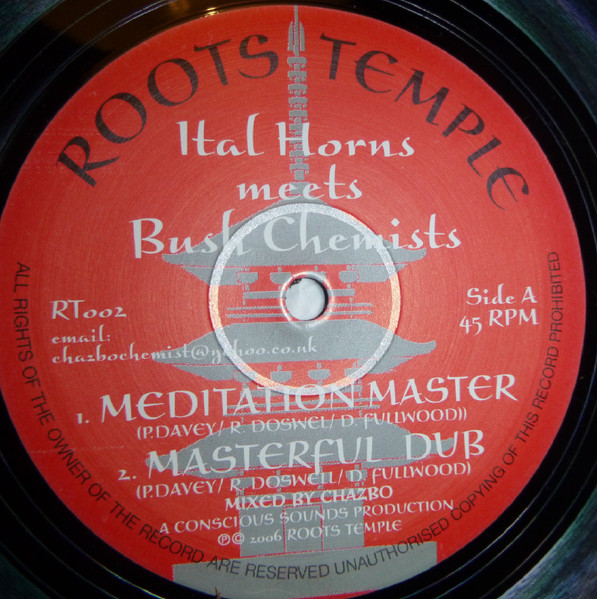 ROOTS TEMPLE
Ital Horns
meets
Bush Chemists
RT002
email:
chazbochemist@yahoo.co.uk
Side A
45 RPM
1. MEDITATION MASTER
(P.DAVEY/ R. DOSWEL/ D. FULLWOOD))
2. MASTERFUL DUB
(P.DAVEY/ R. DOSWELL/ D. FULLWOOD)
MIXED BY CHAZBO
A CONSCIOUS SOUNDS PRODUCTION
℗© 2006 ROOTS TEMPLE
ALL RIGHTS OF THE OWNER OF THE RECORD ARE RESERVED UNAUTHORISED COPYING OF THIS RECORD PROHIBITED